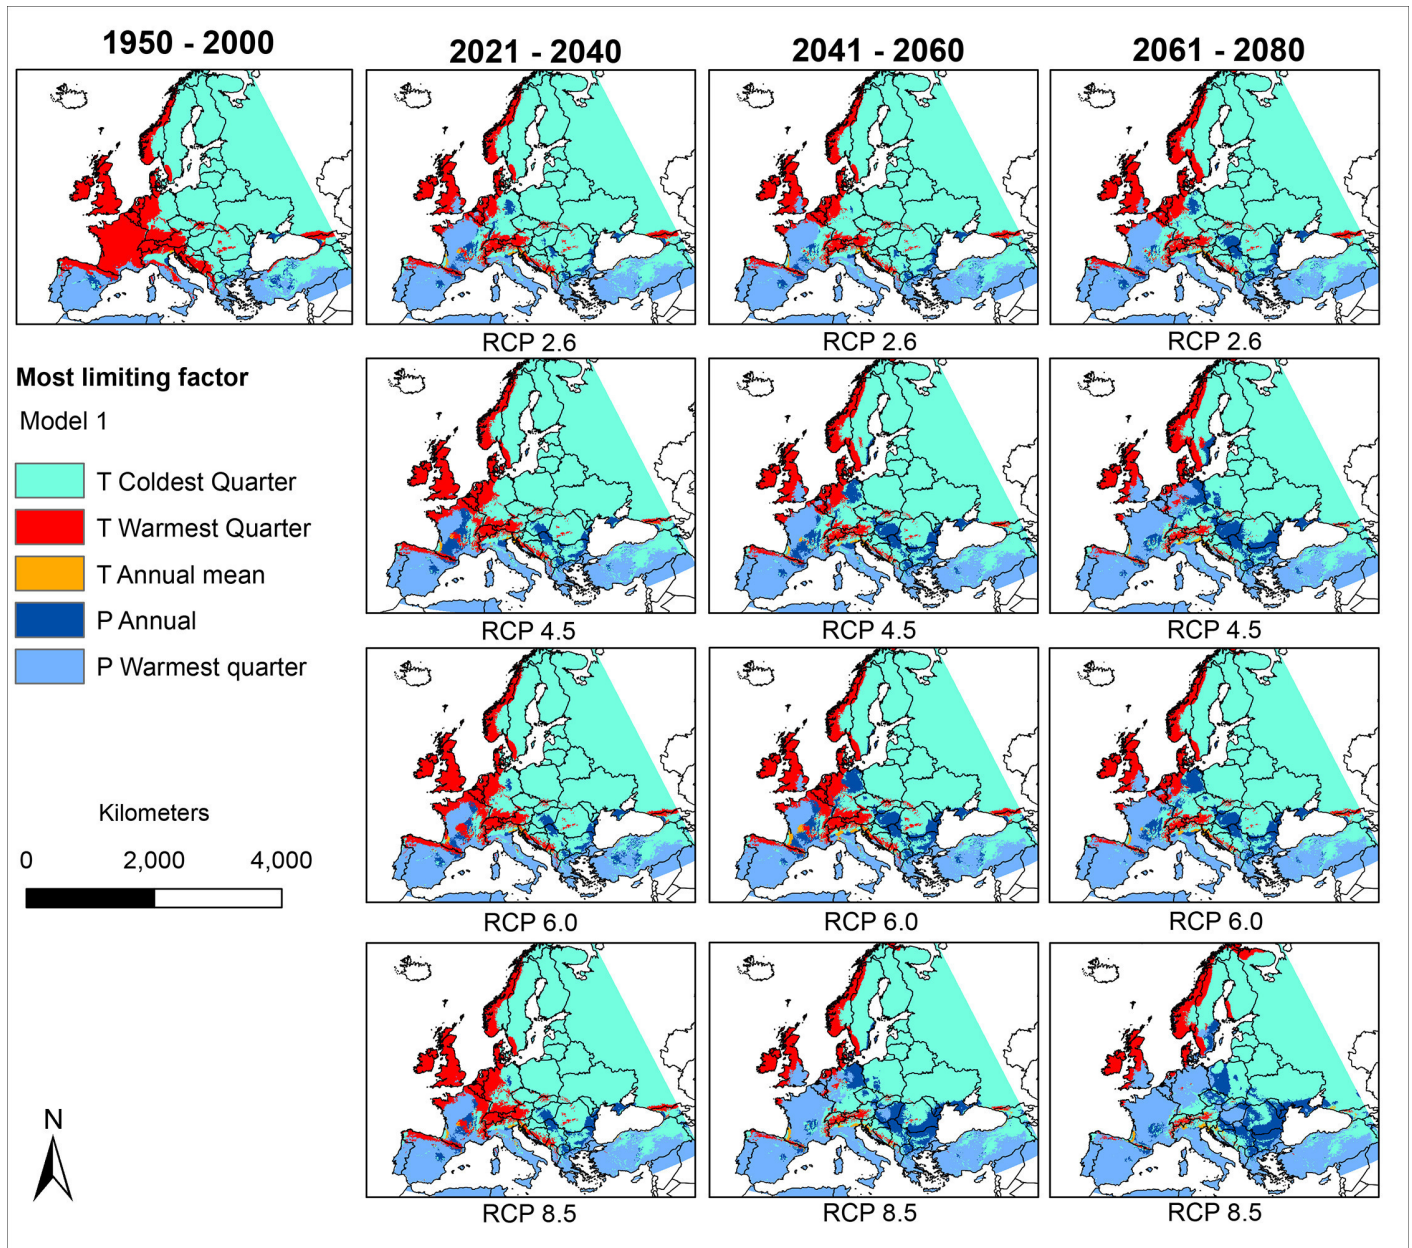 1950 - 2000
2021 - 2040
2041 - 2060
2061 - 2080
RCP 2.6
RCP 2.6
RCP 2.6
Most limiting factor
Model 1
T Coldest Quarter
T Warmest Quarter
T Annual mean
P Annual
P Warmest quarter
RCP 4.5
RCP 4.5
RCP 4.5
Kilometers
0
2,000
4,000
RCP 6.0
RCP 6.0
RCP 6.0
N
RCP 8.5
RCP 8.5
RCP 8.5